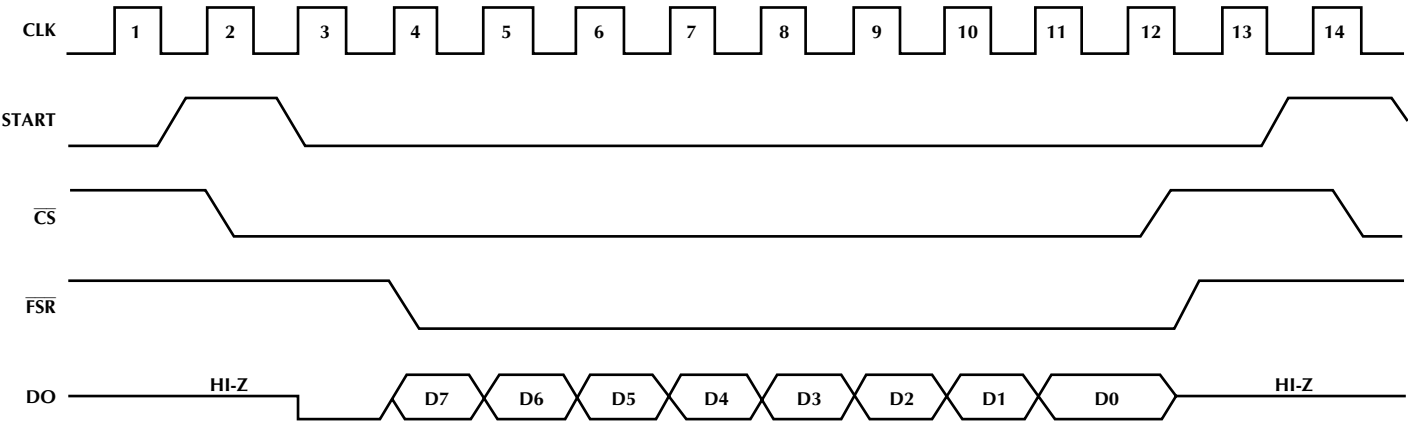 CLK 1 2 3 4 5 6 7 8 9 10 11 12 13 14
START
CS
FSR
DO HI-Z D7 D6 D5 D4 D3 D2 D1 D0 HI-Z